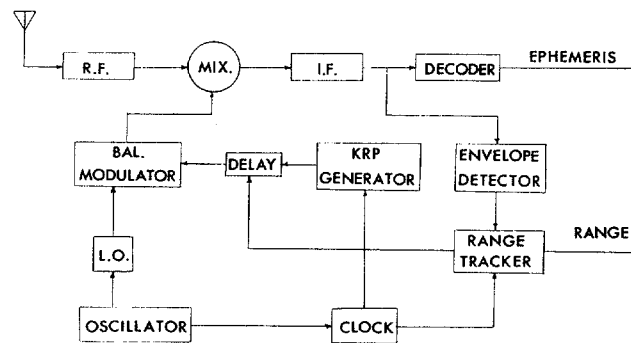 EPHEMERIS
R.F.
MIX.
I.F.
DECODER
BAL.
MODULATOR
DELAY
KRP
GENERATOR
ENVELOPE
DETECTOR
RANGE
TRACKER
RANGE
L.O.
OSCILLATOR
CLOCK